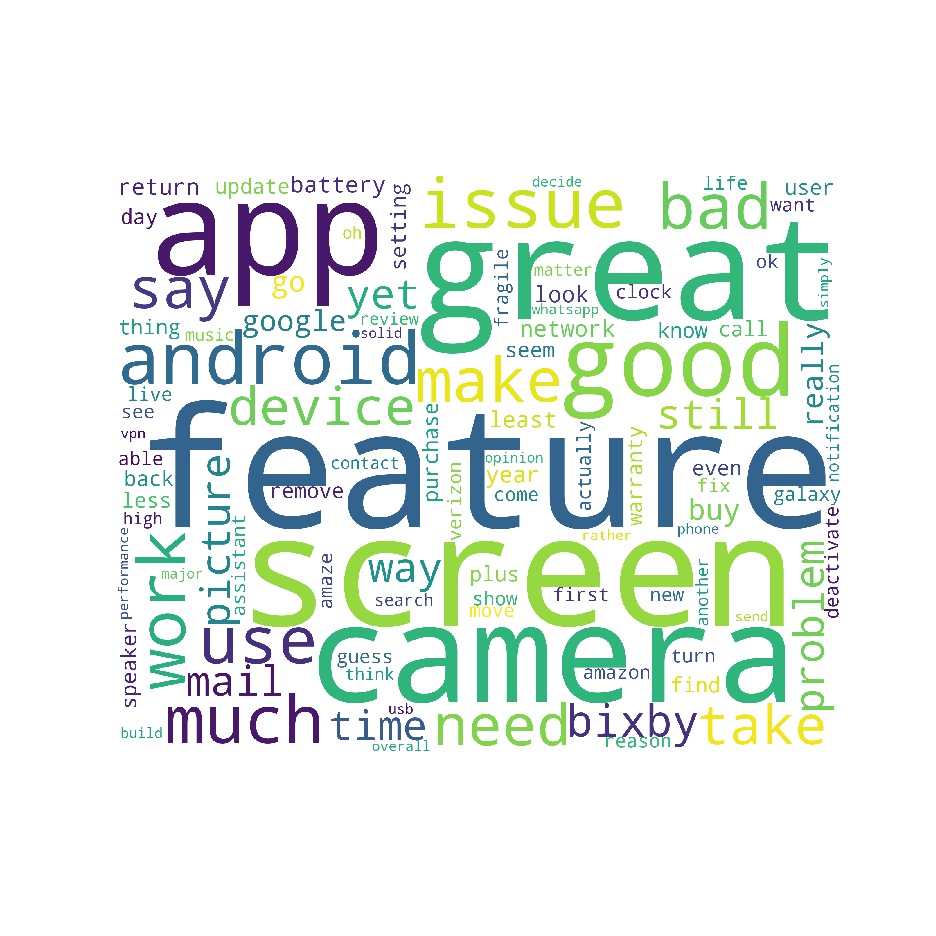 return
update
battery
setting
decide
life
user
day
app
oh
issue
bad
want
say
go
yet
great
ok
simply
thing
music
google
review
solid
fragile
matter
look
clock
whatsapp
network
know
call
android
seem
good
really
live
see
device
make
least
still
notification
vpn
able
back
less
high
feature
picture
contact
remove
purchase
verizon
opinion
year
come
actually
warranty
even
fix
buy
galaxy
phone
rather
deactivate
performance
work
major
assistant
screen
amaze
way
search
plus
show
move
first
new
another
send
problem
speaker
use
mail
guess
think
camera
amazon
turn
find
build
much
time
usb
overall
need
bixby
reason
take